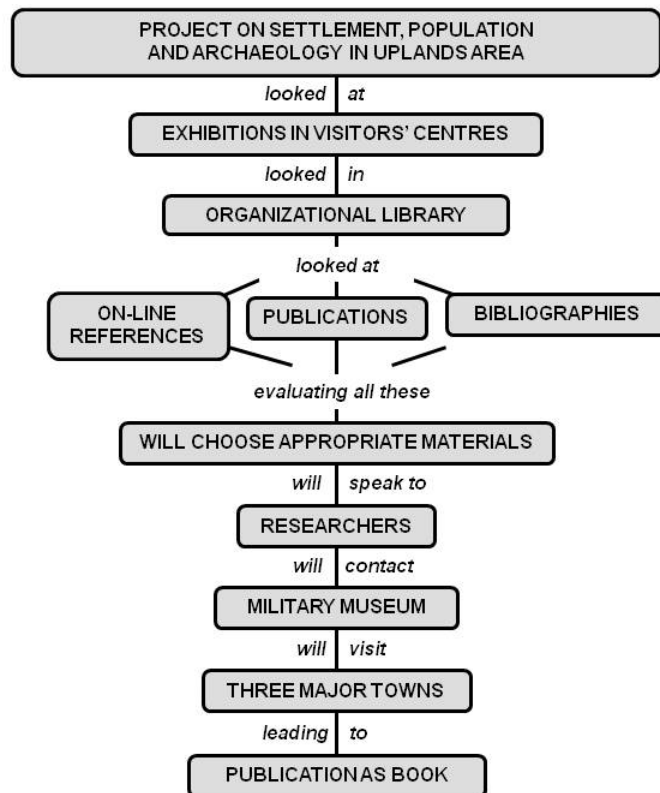 PROJECT ON SETTLEMENT, POPULATION
AND ARCHAEOLOGY IN UPLANDS AREA
looked at
EXHIBITIONS IN VISITORS' CENTRES
looked in
ORGANIZATIONAL LIBRARY
looked at
ON-LINE
REFERENCES
PUBLICATIONS
BIBLIOGRAPHIES
evaluating all these
WILL CHOOSE APPROPRIATE MATERIALS
will speak to
RESEARCHERS
will contact
MILITARY MUSEUM
will visit
THREE MAJOR TOWNS
leading to
PUBLICATION AS BOOK